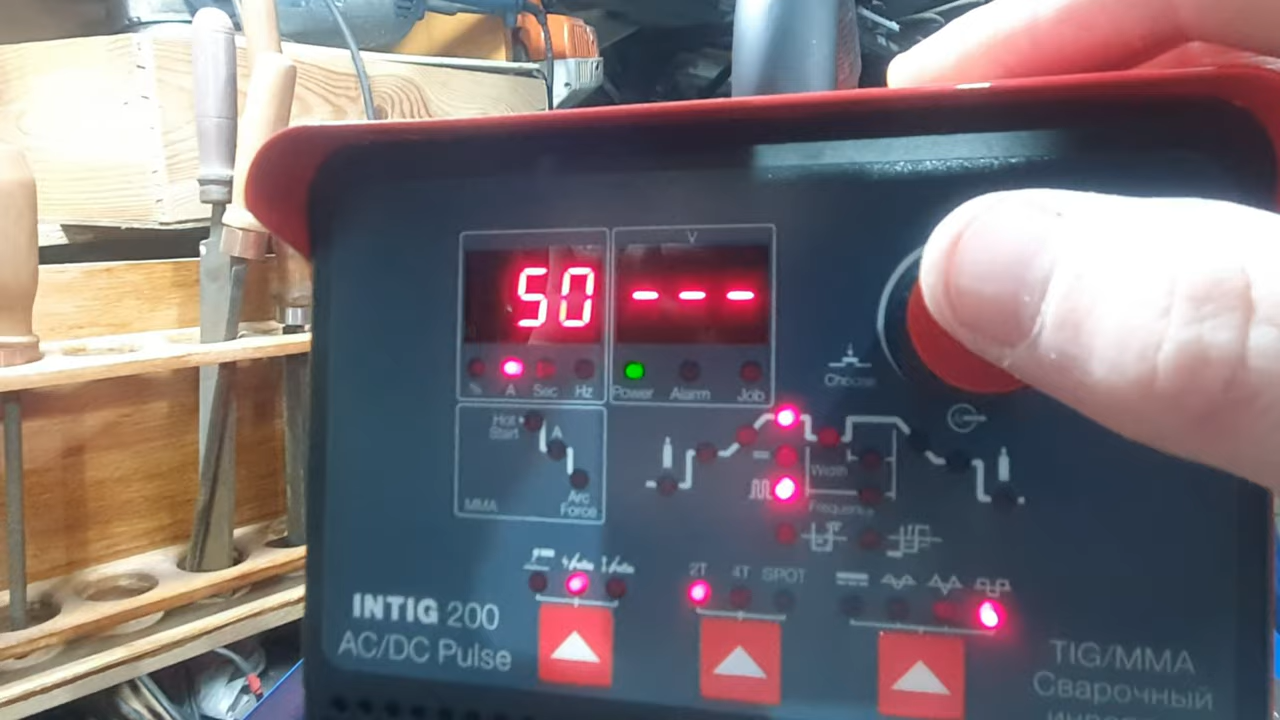 V
50
---
% A Sec Hz
Power Alarm Job
Choose
Hot
Start
A
Arc
Force
MMA
Width
Frequency
2T 4T SPOT
INTIG 200
AC/DC Pulse
TIG/MMA
Сварочный